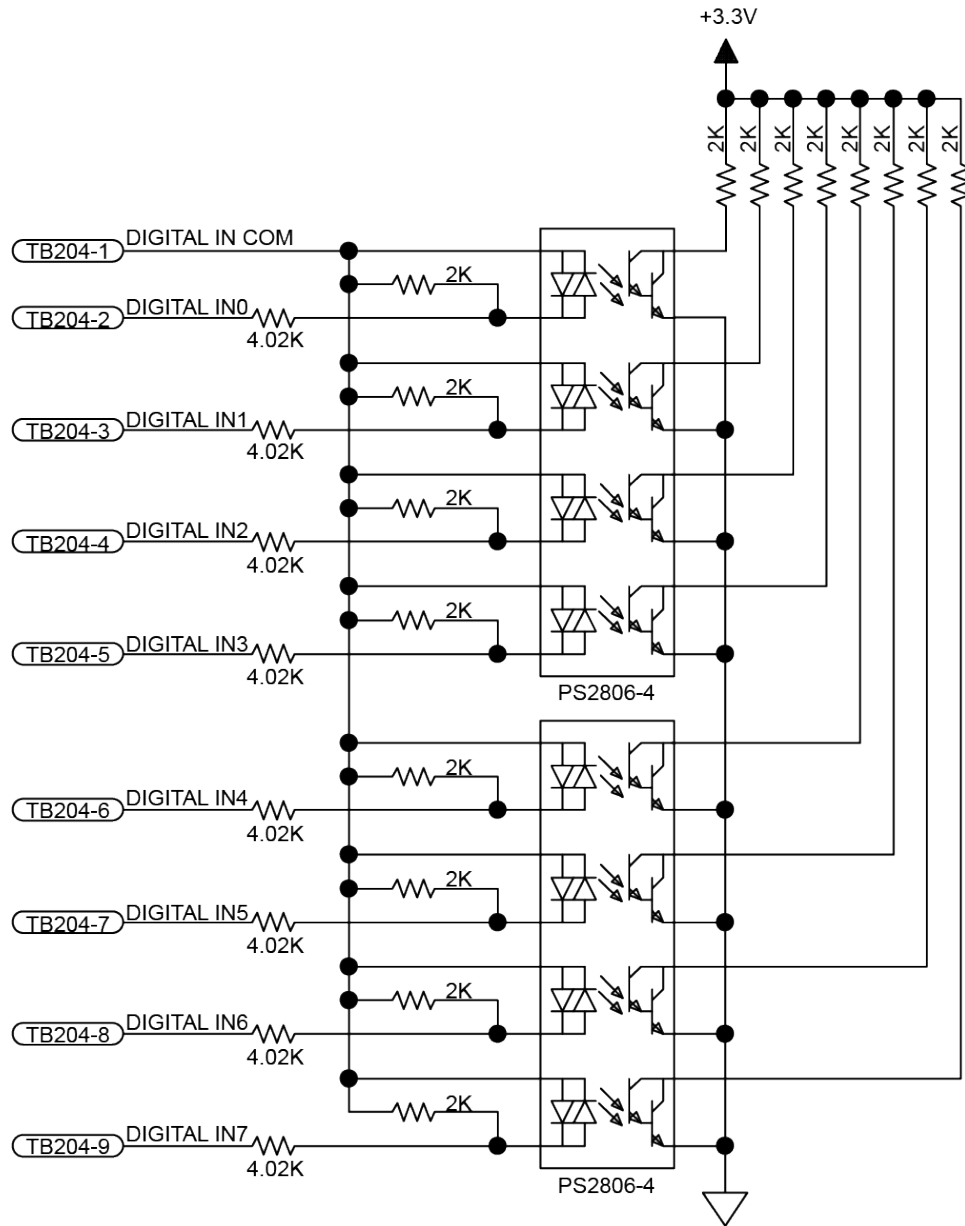 +3.3V
2K 2K 2K 2K 2K 2K 2K 2K
TB204-1 DIGITAL IN COM
2K
TB204-2 DIGITAL IN0
4.02K
2K
TB204-3 DIGITAL IN1
4.02K
2K
TB204-4 DIGITAL IN2
4.02K
2K
TB204-5 DIGITAL IN3
4.02K
PS2806-4
2K
TB204-6 DIGITAL IN4
4.02K
2K
TB204-7 DIGITAL IN5
4.02K
2K
TB204-8 DIGITAL IN6
4.02K
2K
TB204-9 DIGITAL IN7
4.02K
PS2806-4